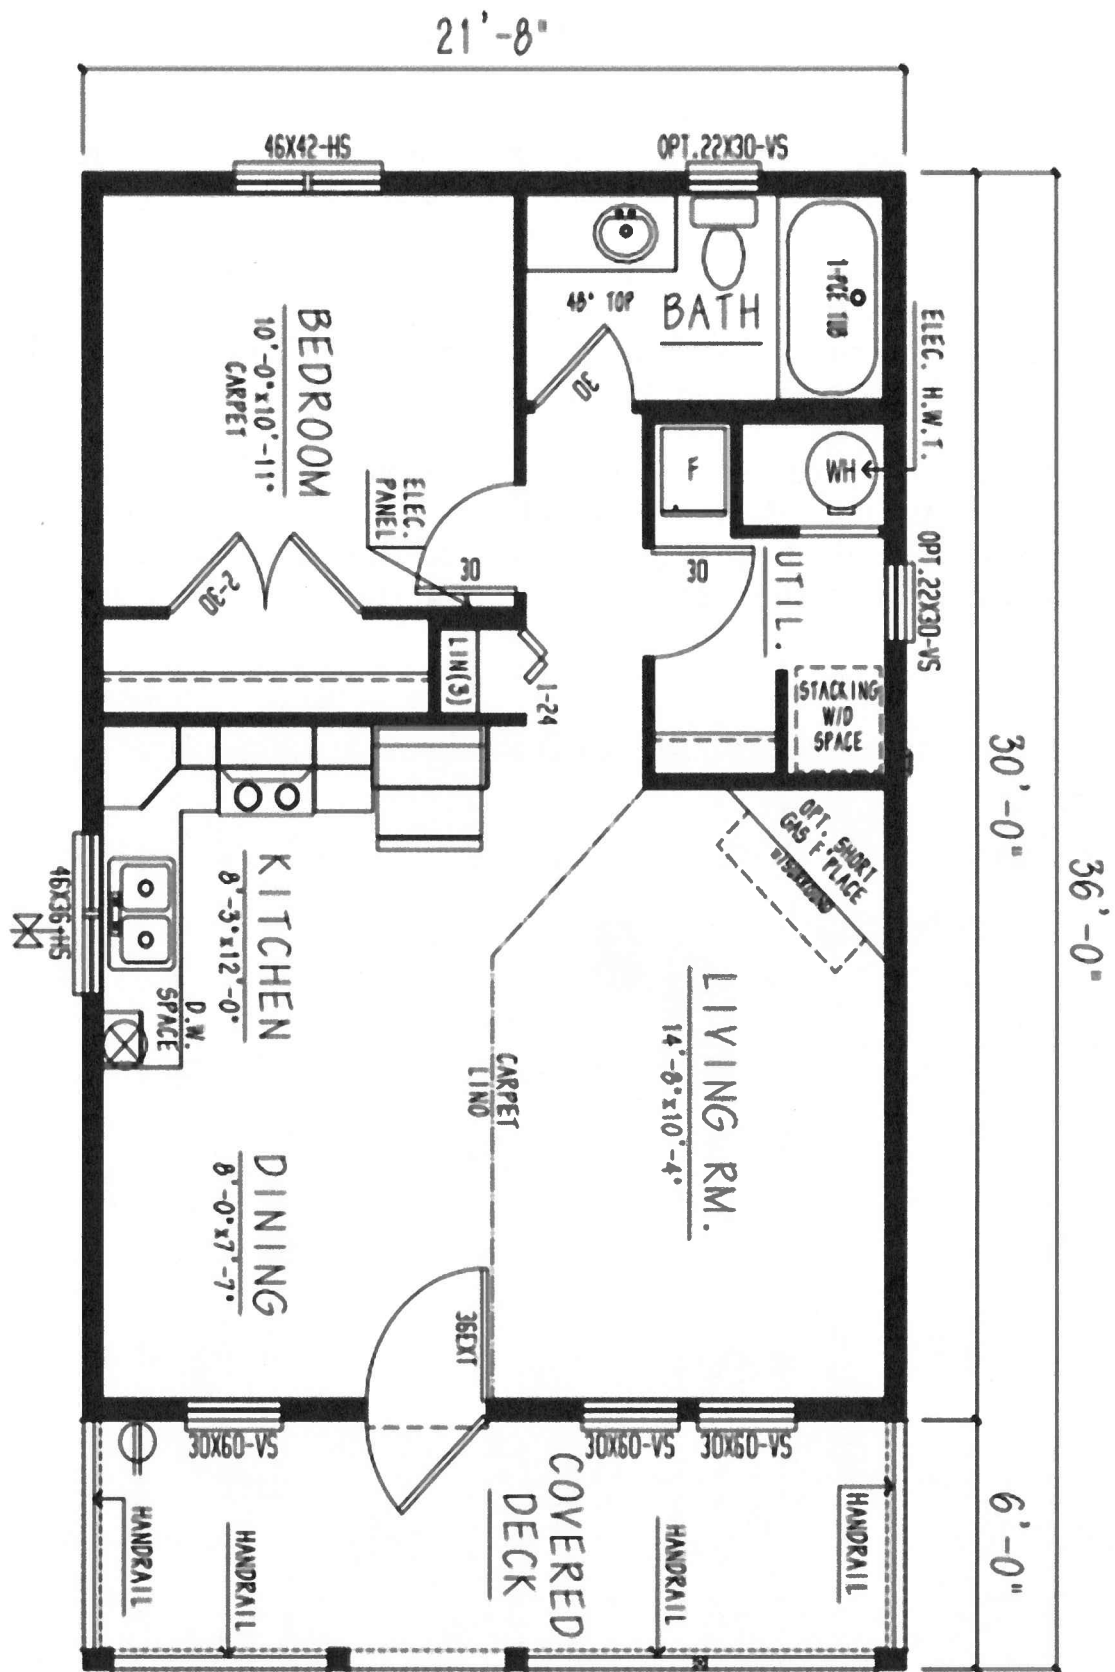 21'-8"
46X42-HS
OPT.22X30-VS
1-PCE TUB
48" TOP
BATH
30
ELEC. H.W.T.
BEDROOM
10'-0"x10'-11"
CARPET
F
WH
ELEC.
PANEL
30
30
UTIL.
OPT.22X30-VS
2-30
LIN(3)
1-24
STACKING
W/D
SPACE
30'-0"
36'-0"
OPT. SHORT
GAS F'PLACE
46X36-HS
KITCHEN
8'-3"x12'-0"
D.W.
SPACE
LIVING RM.
14'-8"x10'-4"
CARPET
LINO
DINING
8'-0"x7'-7"
36EXT
30X60-VS
30X60-VS
30X60-VS
COVERED
DECK
HANDRAIL
HANDRAIL
HANDRAIL
HANDRAIL
6'-0"